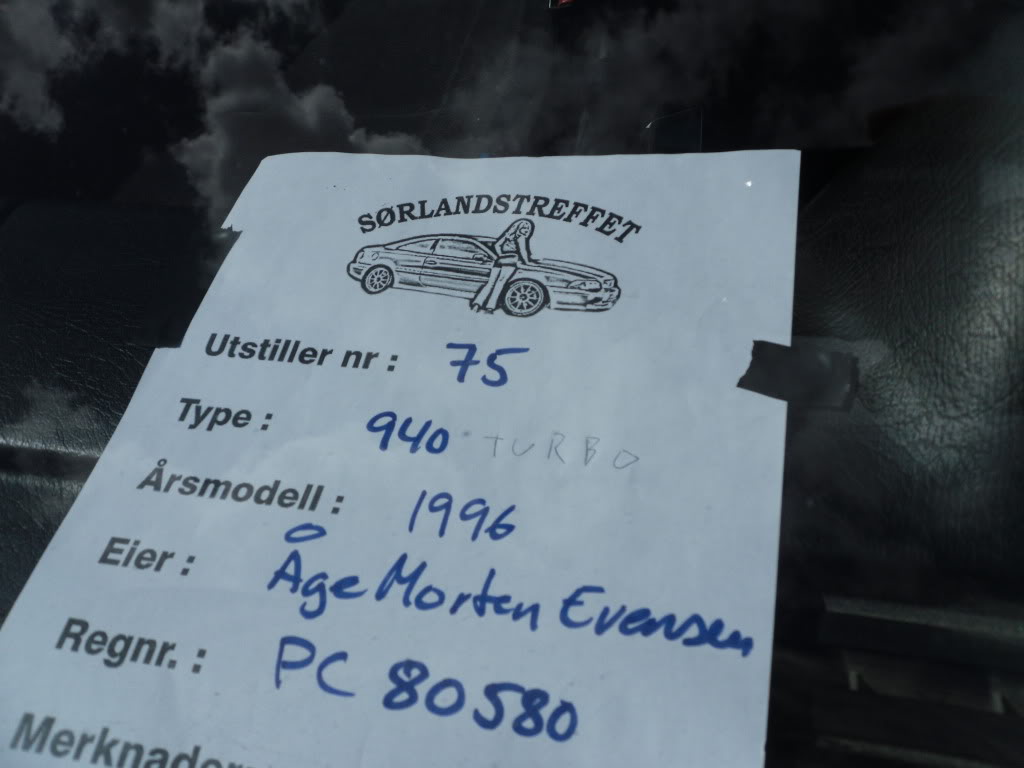 SØRLANDSTREFFET
Utstiller nr : 75
Type : 940 TURBO
Årsmodell : 1996
Eier : Åge Morten Evensen
Regnr. : PC 80580